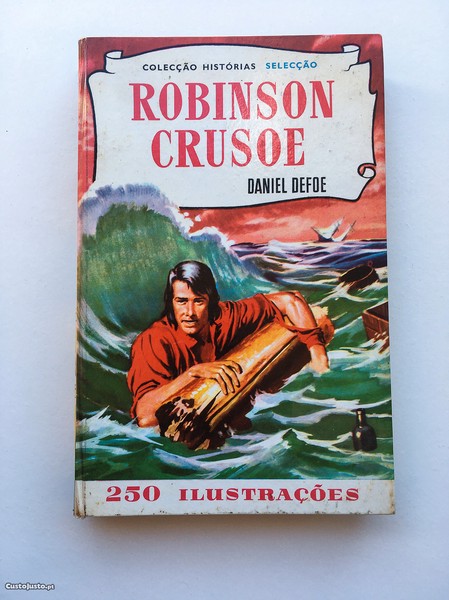 COLECÇÃO HISTÓRIAS SELECÇÃO
ROBINSON
CRUSOE
DANIEL DEFOE
250 ILUSTRAÇÕES
CustoJusto.pt